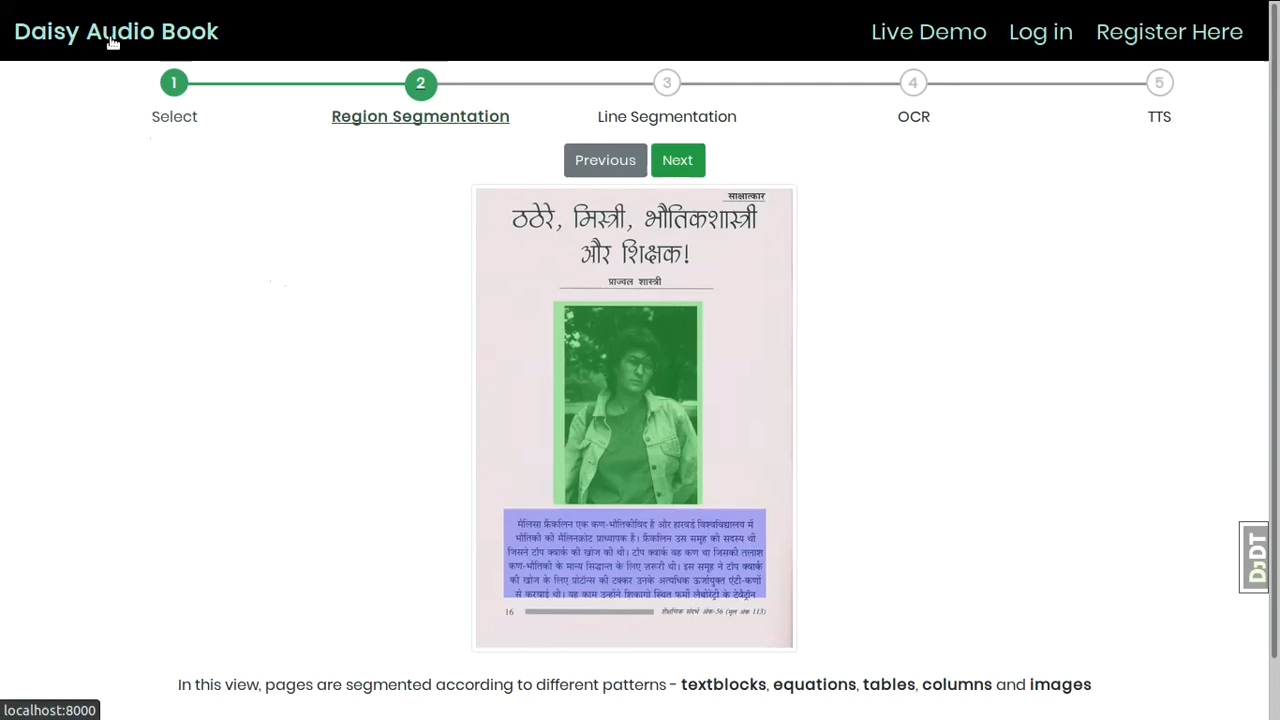 Daisy Audio Book
Live Demo
Log in
Register Here
1
2
3
4
5
Select
Region Segmentation
Line Segmentation
OCR
TTS
Previous
Next
साक्षात्कार
ठठेरे, मिस्त्री, भौतिकशास्त्री
और शिक्षक!
प्राज्वल शास्त्री
मेलिसा फ्रैंकलिन एक कण-भौतिकीविद हैं और हारवर्ड विश्वविद्यालय में
भौतिकी की मैलिनक्रोट प्राध्यापक हैं। फ्रैंकलिन उस समूह की सदस्य थीं
जिसने टॉप क्वार्क की खोज की थी। टॉप क्वार्क वह कण था जिसकी तलाश
कण-भौतिकी के मान्य सिद्धान्त के लिए ज़रूरी थी। इस समूह ने टॉप क्वार्क
की खोज के लिए प्रोटॉन्स की टक्कर उनके अत्यधिक ऊर्जायुक्त एंटी-कणों
से करवाई थी। यह काम उन्होंने शिकागो स्थित फर्मी लैबोरेट्री के टेवेट्रॉन
16
शैक्षणिक संदर्भ अंक-56 (मूल अंक 113)
DjDT
In this view, pages are segmented according to different patterns - textblocks, equations, tables, columns and images
localhost:8000